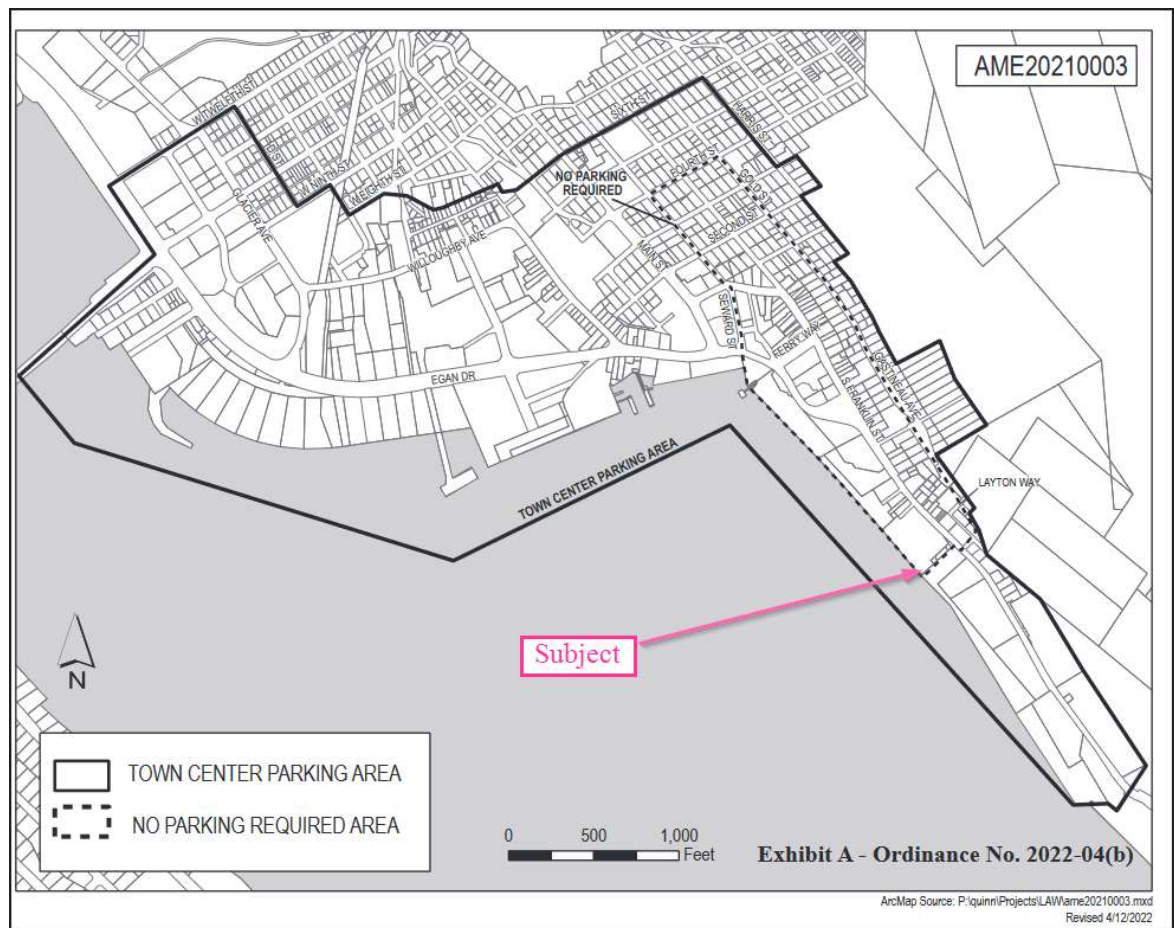 AME20210003
W TWELFTH ST
D ST
W NINTH ST
W EIGHTH ST
GLACIER AVE
WILLOUGHBY AVE
EGAN DR
SIXTH ST
HARRIS ST
NO PARKING
REQUIRED
FOURTH ST
GOLD ST
SECOND ST
MAIN ST
SEWARD ST
FERRY WAY
S FRANKLIN ST
GASTINEAU AVE
LAYTON WAY
TOWN CENTER PARKING AREA
Subject
N
TOWN CENTER PARKING AREA
NO PARKING REQUIRED AREA
0 500 1,000
Feet
Exhibit A - Ordinance No. 2022-04(b)
ArcMap Source: P:\quinn\Projects\LAW\ame20210003.mxd
Revised 4/12/2022